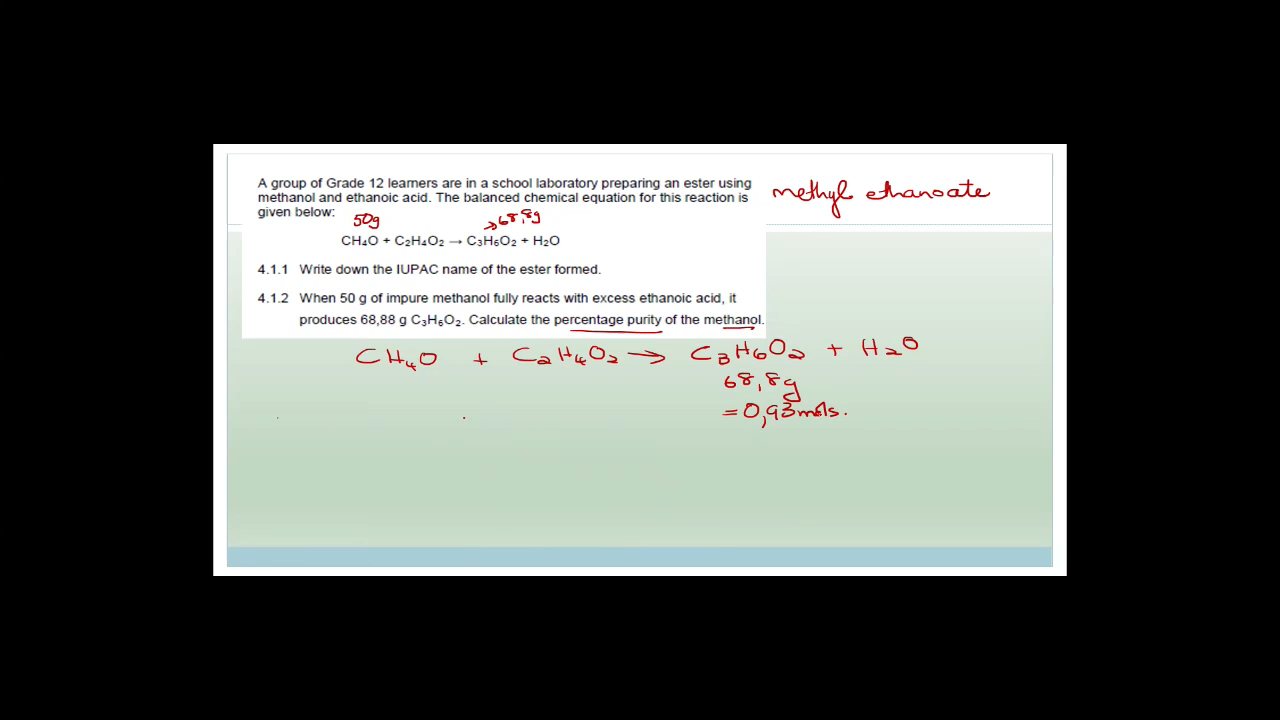 A group of Grade 12 learners are in a school laboratory preparing an ester using
methyl ethanoate
methanol and ethanoic acid. The balanced chemical equation for this reaction is
given below:
50g
→68,8g
CH₄O + C₂H₄O₂ → C₃H₆O₂ + H₂O
4.1.1 Write down the IUPAC name of the ester formed.
4.1.2 When 50 g of impure methanol fully reacts with excess ethanoic acid, it
produces 68,88 g C₃H₆O₂. Calculate the percentage purity of the methanol.
CH₄O + C₂H₄O₂ → C₃H₆O₂ + H₂O
68,8g
= 0,93mols.